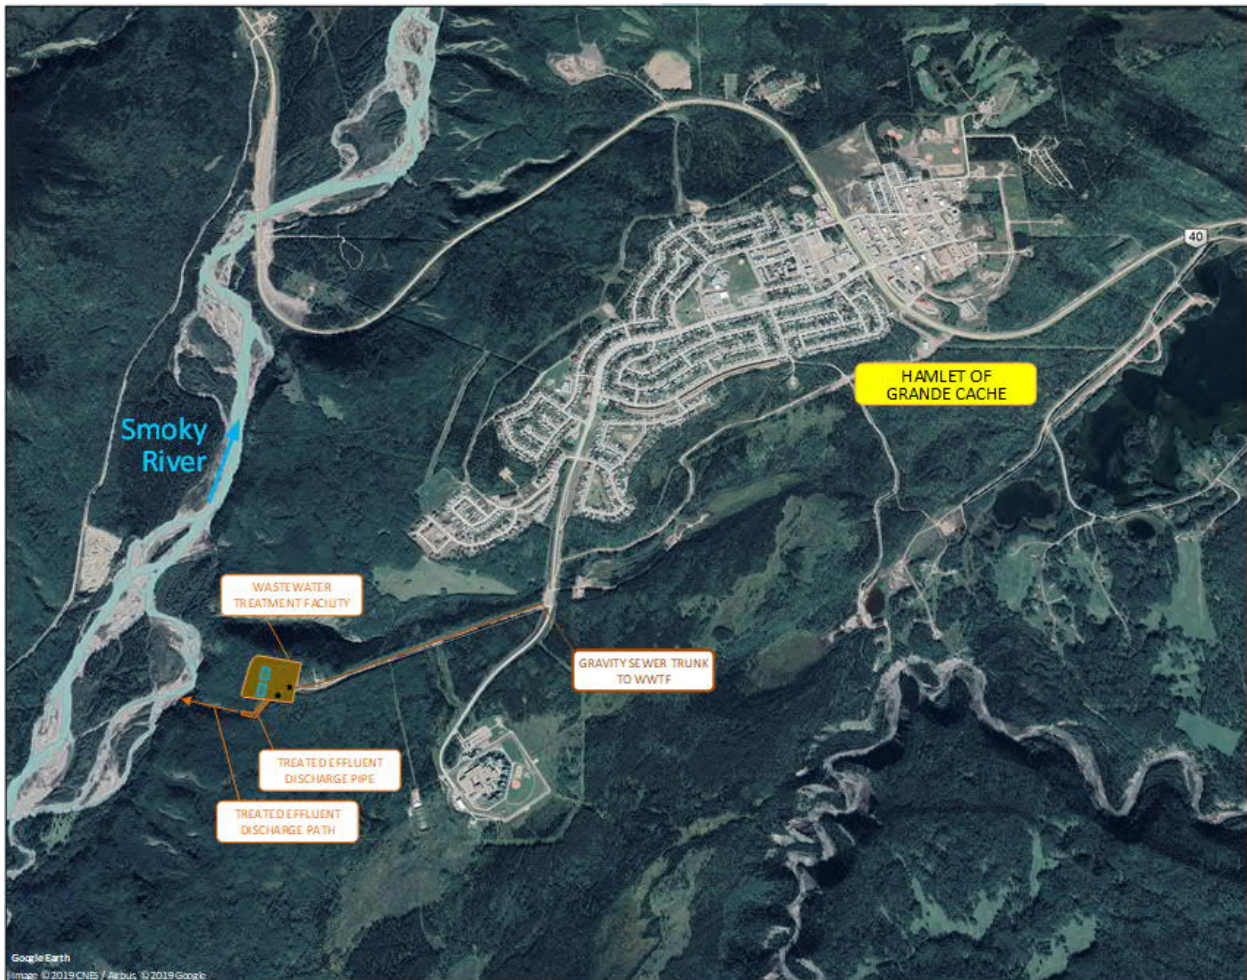 40
HAMLET OF
GRANDE CACHE
Smoky
River
WASTEWATER
TREATMENT FACILITY
GRAVITY SEWER TRUNK
TO WWTF
TREATED EFFLUENT
DISCHARGE PIPE
TREATED EFFLUENT
DISCHARGE PATH
Google Earth
Image © 2019 CNES / Airbus, © 2019 Google